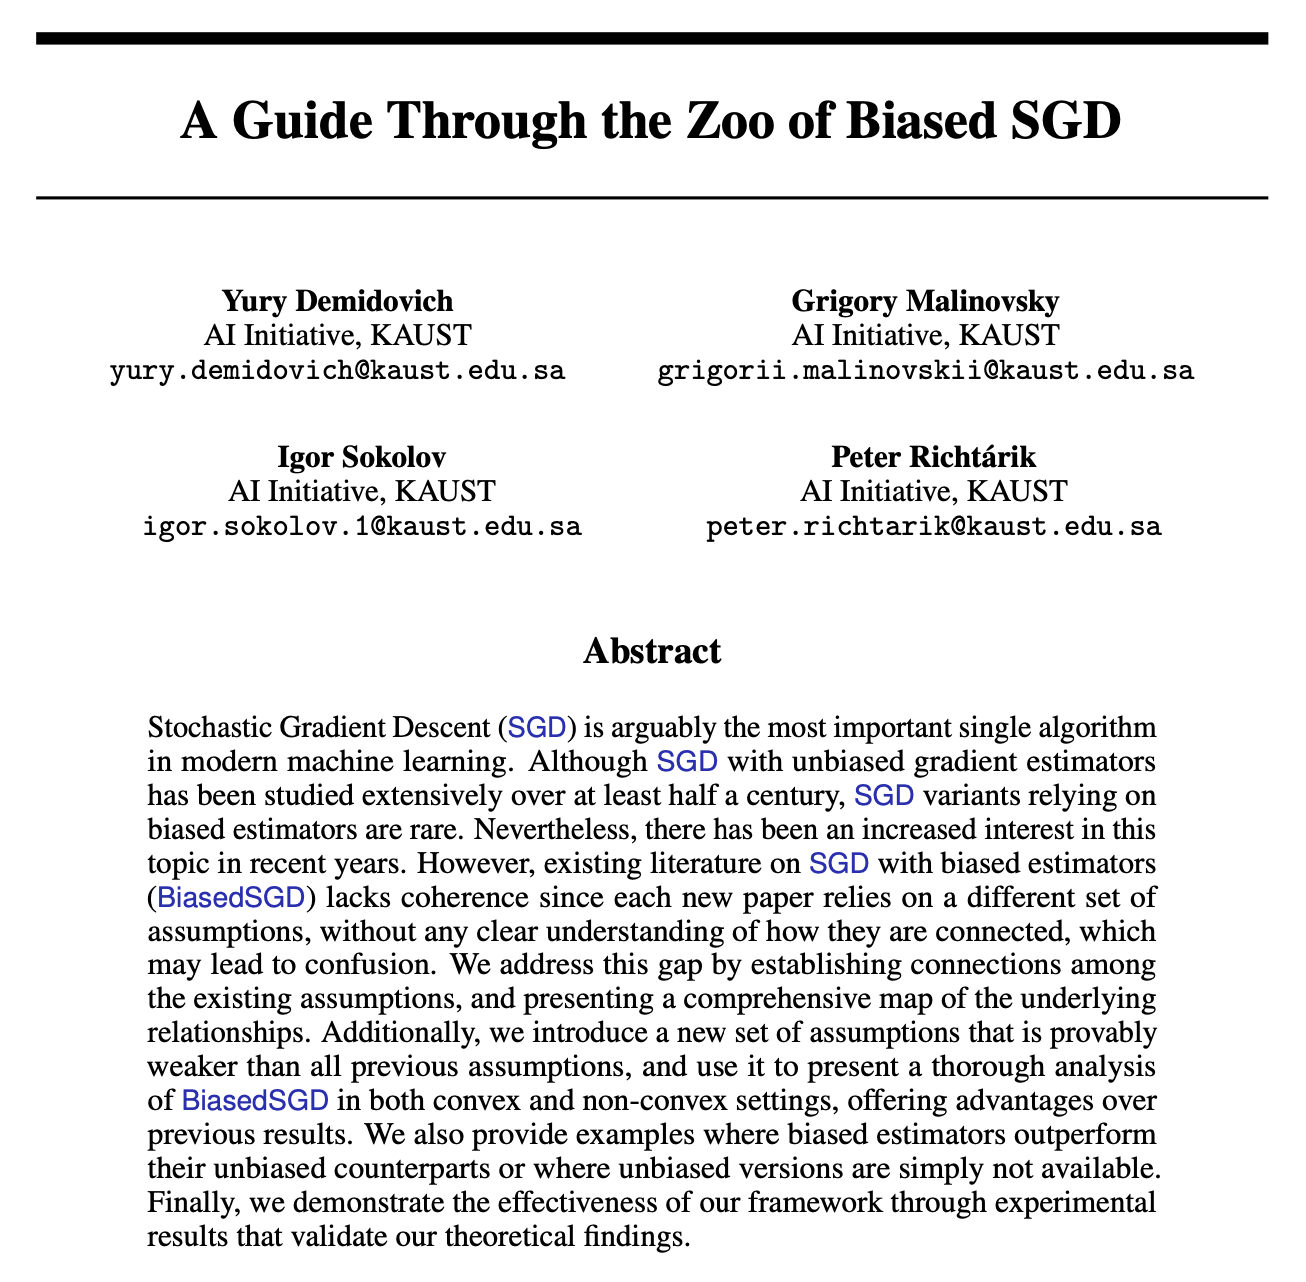 A Guide Through the Zoo of Biased SGD
Yury Demidovich
AI Initiative, KAUST
yury.demidovich@kaust.edu.sa
Grigory Malinovsky
AI Initiative, KAUST
grigorii.malinovskii@kaust.edu.sa
Igor Sokolov
AI Initiative, KAUST
igor.sokolov.1@kaust.edu.sa
Peter Richtárik
AI Initiative, KAUST
peter.richtarik@kaust.edu.sa
Abstract
Stochastic Gradient Descent (SGD) is arguably the most important single algorithm
in modern machine learning. Although SGD with unbiased gradient estimators
has been studied extensively over at least half a century, SGD variants relying on
biased estimators are rare. Nevertheless, there has been an increased interest in this
topic in recent years. However, existing literature on SGD with biased estimators
(BiasedSGD) lacks coherence since each new paper relies on a different set of
assumptions, without any clear understanding of how they are connected, which
may lead to confusion. We address this gap by establishing connections among
the existing assumptions, and presenting a comprehensive map of the underlying
relationships. Additionally, we introduce a new set of assumptions that is provably
weaker than all previous assumptions, and use it to present a thorough analysis
of BiasedSGD in both convex and non-convex settings, offering advantages over
previous results. We also provide examples where biased estimators outperform
their unbiased counterparts or where unbiased versions are simply not available.
Finally, we demonstrate the effectiveness of our framework through experimental
results that validate our theoretical findings.